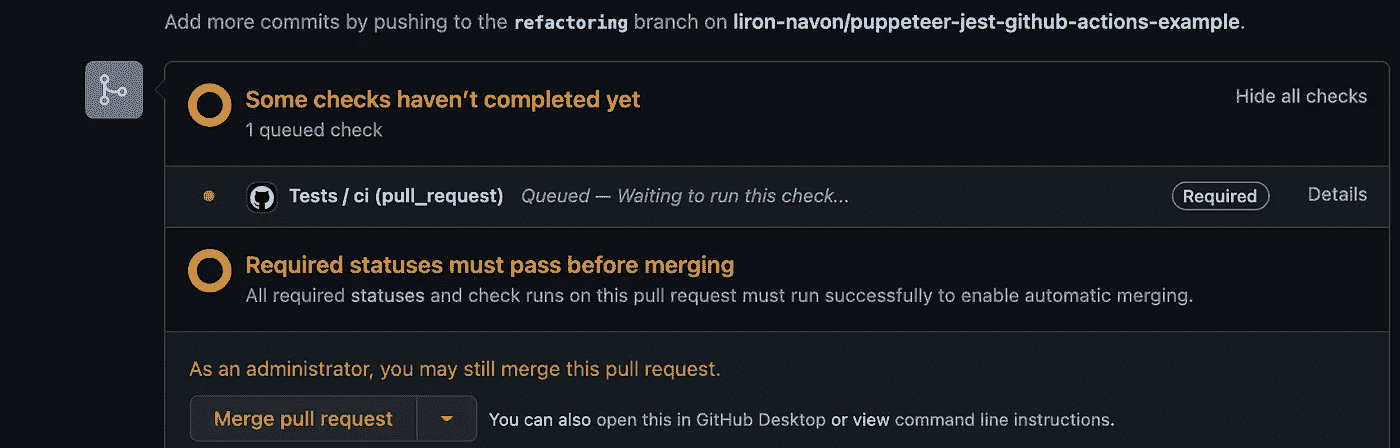 Add more commits by pushing to the refactoring branch on liron-navon/puppeteer-jest-github-actions-example.
Some checks haven’t completed yet
Hide all checks
1 queued check
Tests / ci (pull_request) Queued — Waiting to run this check... Required Details
Required statuses must pass before merging
All required statuses and check runs on this pull request must run successfully to enable automatic merging.
As an administrator, you may still merge this pull request.
Merge pull request You can also open this in GitHub Desktop or view command line instructions.